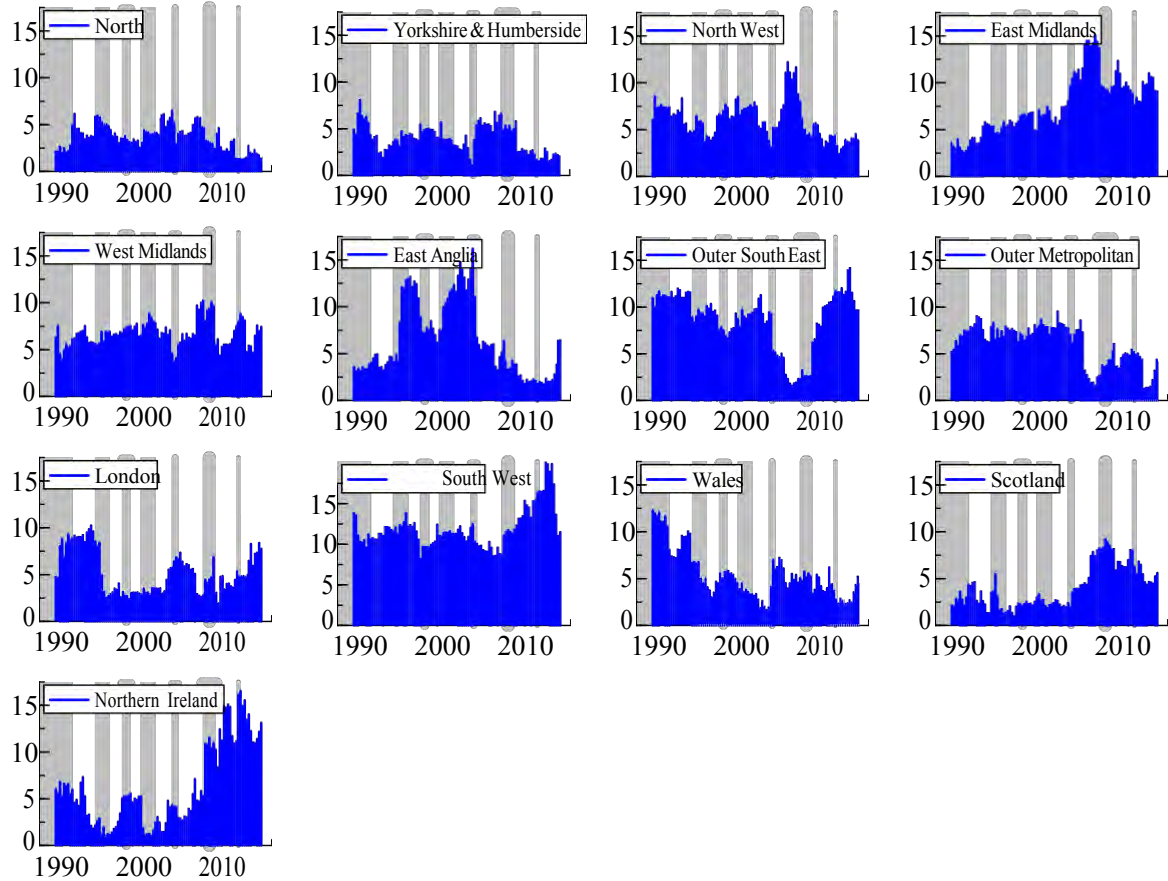 North
15
10
5
0
1990 2000 2010
Yorkshire & Humberside
15
10
5
0
1990 2000 2010
North West
15
10
5
0
1990 2000 2010
East Midlands
15
10
5
0
1990 2000 2010
West Midlands
15
10
5
0
1990 2000 2010
East Anglia
15
10
5
0
1990 2000 2010
Outer South East
15
10
5
0
1990 2000 2010
Outer Metropolitan
15
10
5
0
1990 2000 2010
London
15
10
5
0
1990 2000 2010
South West
15
10
5
0
1990 2000 2010
Wales
15
10
5
0
1990 2000 2010
Scotland
15
10
5
0
1990 2000 2010
Northern Ireland
15
10
5
0
1990 2000 2010